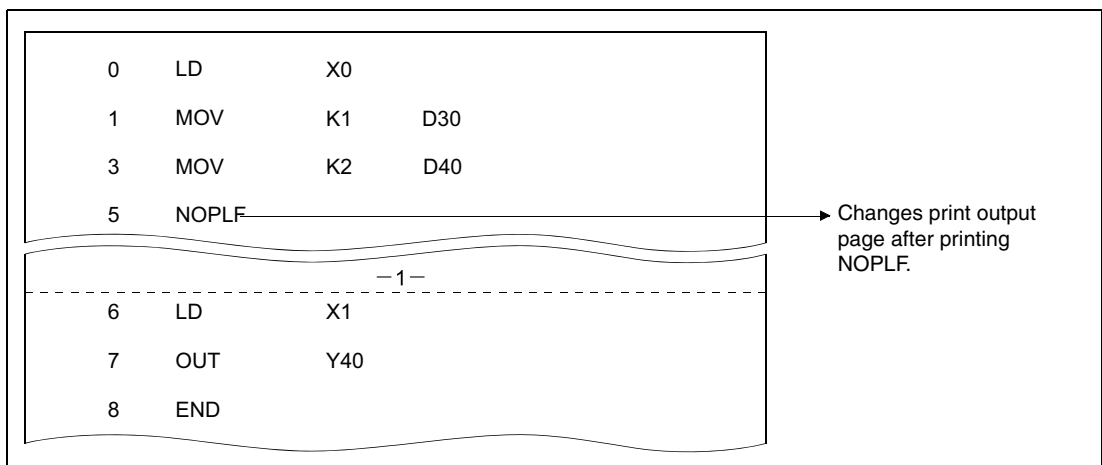 0 LD X0
1 MOV K1 D30
3 MOV K2 D40
5 NOPLF
Changes print output
page after printing
NOPLF.
－1－
6 LD X1
7 OUT Y40
8 END